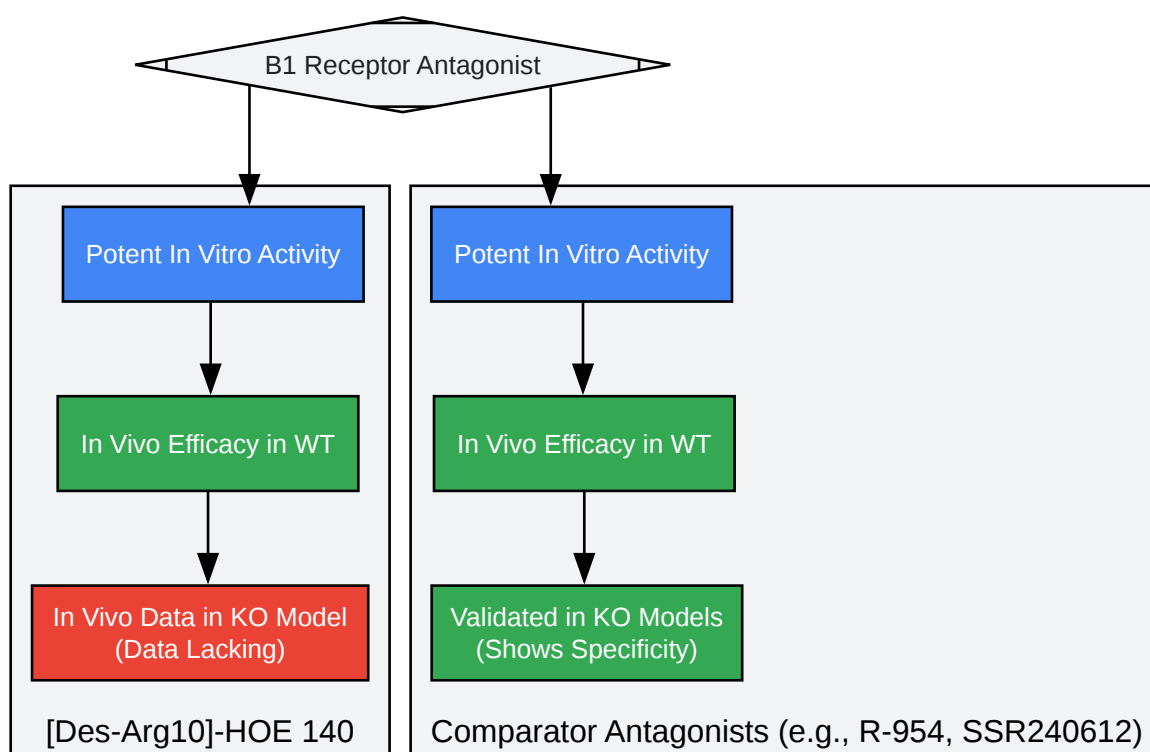 B1 Receptor Antagonist
Potent In Vitro Activity
In Vivo Efficacy in WT
In Vivo Data in KO Model
(Data Lacking)
[Des-Arg10]-HOE 140
Potent In Vitro Activity
In Vivo Efficacy in WT
Validated in KO Models
(Shows Specificity)
Comparator Antagonists (e.g., R-954, SSR240612)